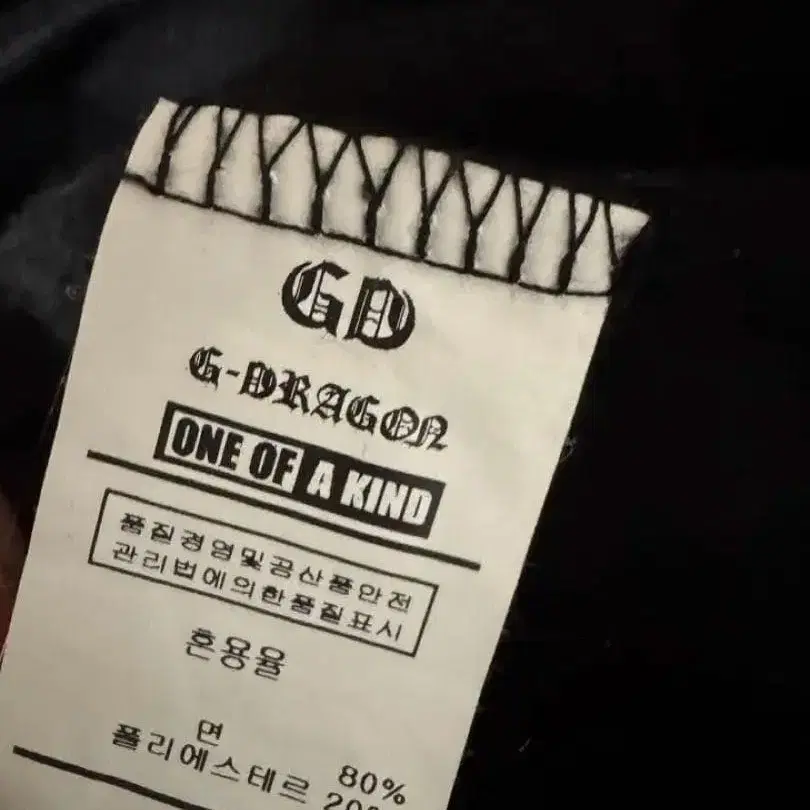 GD
G-DRAGON
ONE OF A KIND
품질경영및공산품안전
관리법에의한품질표시
혼용율
면 80%
폴리에스테르